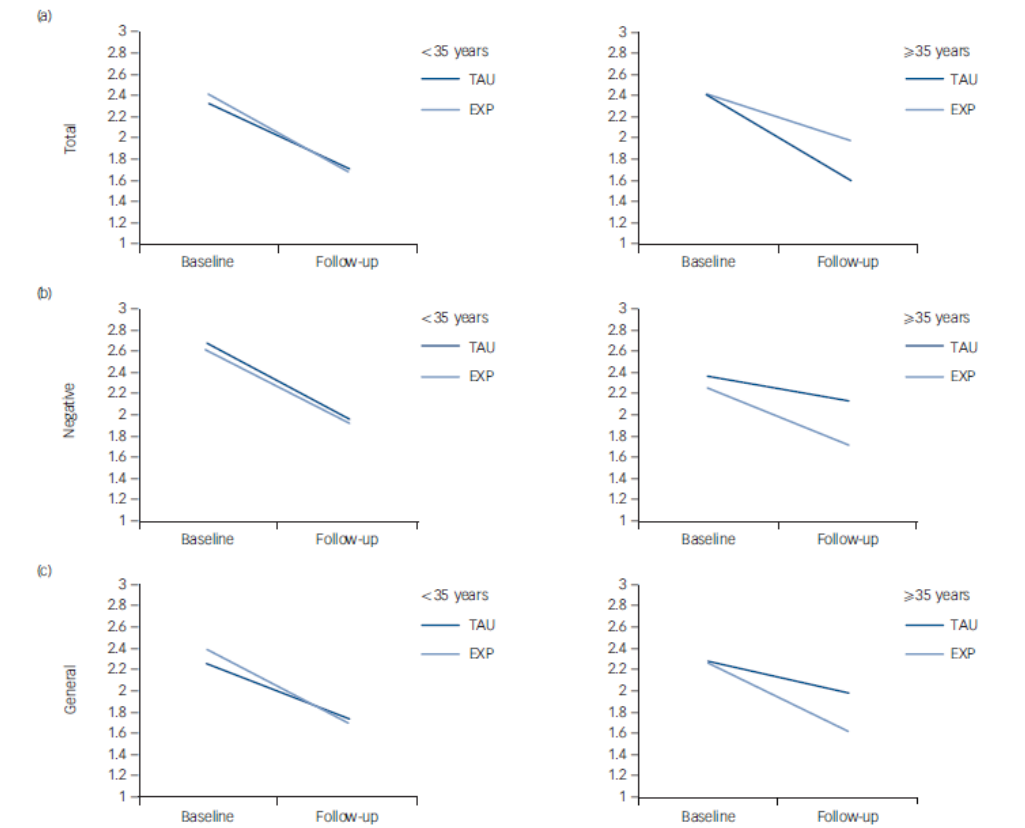 (a)
Total
3
2.8
2.6
2.4
2.2
2
1.8
1.6
1.4
1.2
1
Baseline Follow-up
<35 years
TAU
EXP
3
2.8
2.6
2.4
2.2
2
1.8
1.6
1.4
1.2
1
Baseline Follow-up
⩾35 years
TAU
EXP
(b)
Negative
3
2.8
2.6
2.4
2.2
2
1.8
1.6
1.4
1.2
1
Baseline Follow-up
<35 years
TAU
EXP
3
2.8
2.6
2.4
2.2
2
1.8
1.6
1.4
1.2
1
Baseline Follow-up
⩾35 years
TAU
EXP
(c)
General
3
2.8
2.6
2.4
2.2
2
1.8
1.6
1.4
1.2
1
Baseline Follow-up
<35 years
TAU
EXP
3
2.8
2.6
2.4
2.2
2
1.8
1.6
1.4
1.2
1
Baseline Follow-up
⩾35 years
TAU
EXP